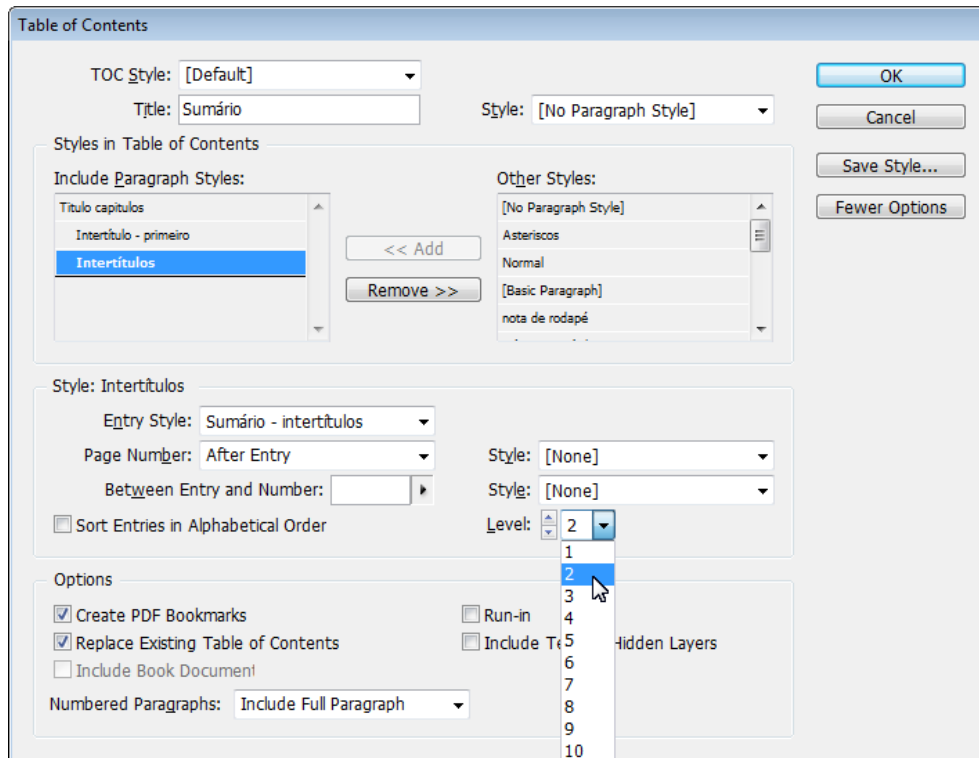 Table of Contents
TOC Style: [Default]
OK
Title: Sumário
Style: [No Paragraph Style]
Cancel
Styles in Table of Contents
Save Style...
Include Paragraph Styles:
Other Styles:
Fewer Options
Titulo capitulos
Intertítulo - primeiro
Intertítulos
<< Add
Remove >>
[No Paragraph Style]
Asteriscos
Normal
[Basic Paragraph]
nota de rodapé
Style: Intertítulos
Entry Style: Sumário - intertítulos
Page Number: After Entry
Style: [None]
Between Entry and Number:
Style: [None]
Sort Entries in Alphabetical Order
Level: 2
1
2
3
4
5
6
7
8
9
10
Options
Create PDF Bookmarks
Run-in
Replace Existing Table of Contents
Include Hidden Layers
Include Book Document
Numbered Paragraphs: Include Full Paragraph